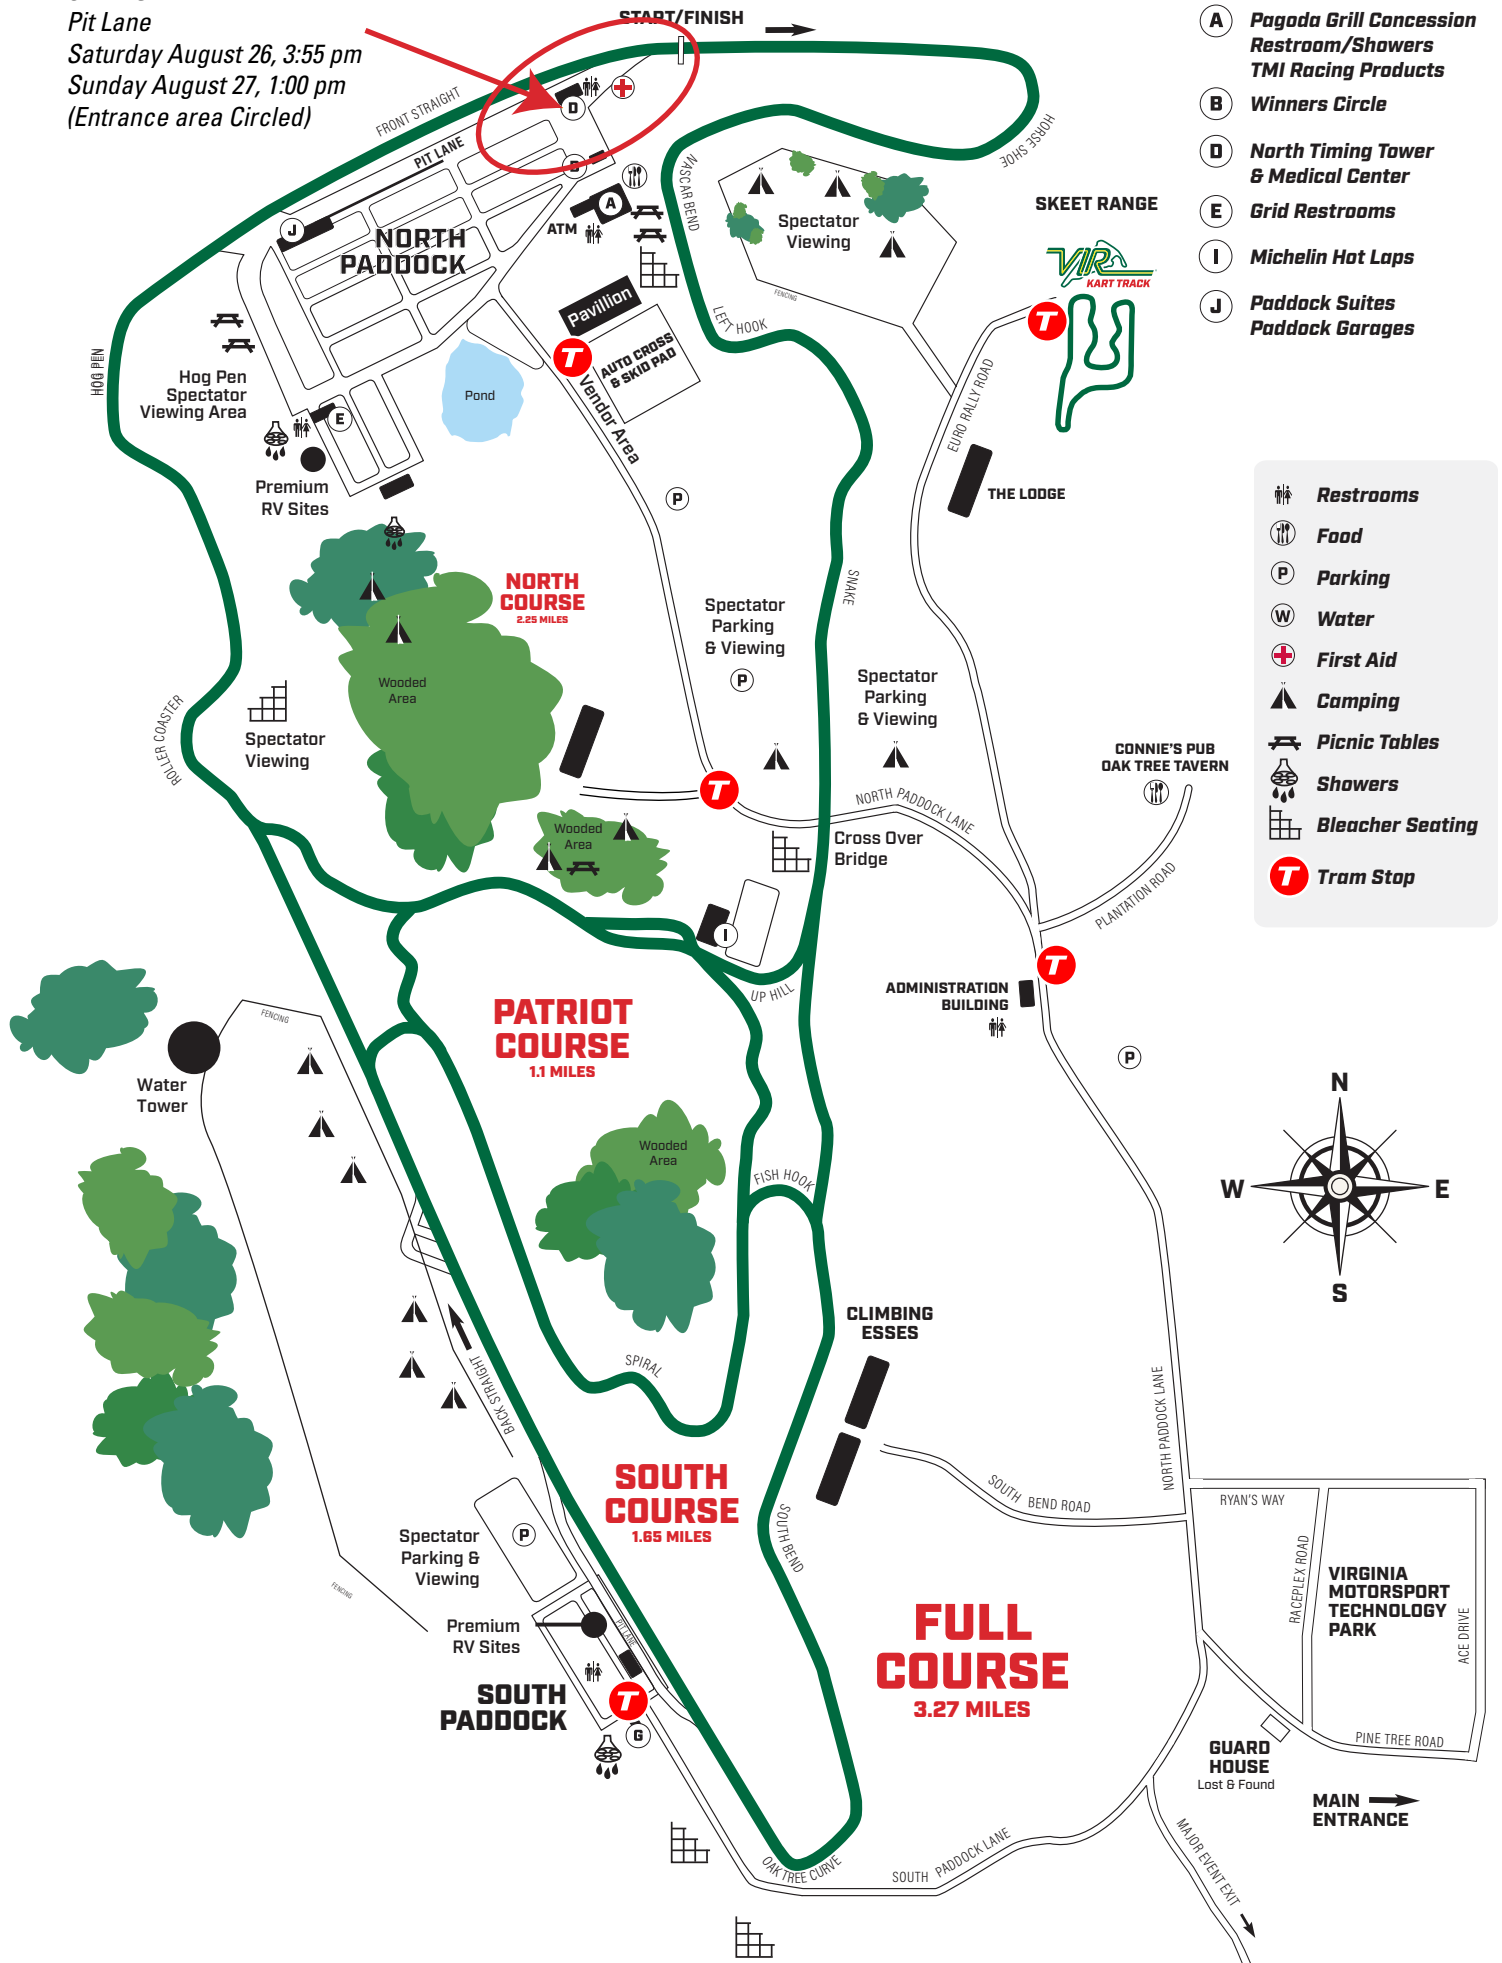 Pit Lane
Saturday August 26, 3:55 pm
Sunday August 27, 1:00 pm
(Entrance area Circled)
START/FINISH
A
Pagoda Grill Concession
Restroom/Showers
TMI Racing Products
B
Winners Circle
D
North Timing Tower
& Medical Center
E
Grid Restrooms
I
Michelin Hot Laps
J
Paddock Suites
Paddock Garages
FRONT STRAIGHT
PIT LANE
D
B
A
ATM
J
NORTH
PADDOCK
HORSE SHOE
NASCAR BEND
Spectator
Viewing
FENCING
SKEET RANGE
VIR
KART TRACK
T
Pavillion
LEFT HOOK
AUTO CROSS
& SKID PAD
T
Vendor Area
Pond
HOG PEN
Hog Pen
Spectator
Viewing Area
E
Premium
RV Sites
P
EURO RALLY ROAD
THE LODGE
Restrooms
Food
P
Parking
W
Water
First Aid
Camping
Picnic Tables
Showers
Bleacher Seating
T
Tram Stop
NORTH
COURSE
2.25 MILES
SNAKE
Spectator
Parking
& Viewing
P
Spectator
Parking
& Viewing
Wooded
Area
ROLLER COASTER
Spectator
Viewing
T
NORTH PADDOCK LANE
CONNIE'S PUB
OAK TREE TAVERN
Cross Over
Bridge
Wooded
Area
PLANTATION ROAD
I
T
UP HILL
ADMINISTRATION
BUILDING
P
FENCING
PATRIOT
COURSE
1.1 MILES
Water
Tower
Wooded
Area
FISH HOOK
N
W
E
S
CLIMBING
ESSES
SPIRAL
BACK STRAIGHT
SOUTH
COURSE
1.65 MILES
SOUTH BEND
SOUTH BEND ROAD
NORTH PADDOCK LANE
RYAN'S WAY
RACEPLEX ROAD
VIRGINIA
MOTORSPORT
TECHNOLOGY
PARK
ACE DRIVE
Spectator
Parking &
Viewing
P
FENCING
Premium
RV Sites
PIT LANE
FULL
COURSE
3.27 MILES
SOUTH
PADDOCK
T
G
GUARD
HOUSE
Lost & Found
PINE TREE ROAD
MAIN
ENTRANCE
MAJOR EVENT EXIT
OAK TREE CURVE
SOUTH PADDOCK LANE